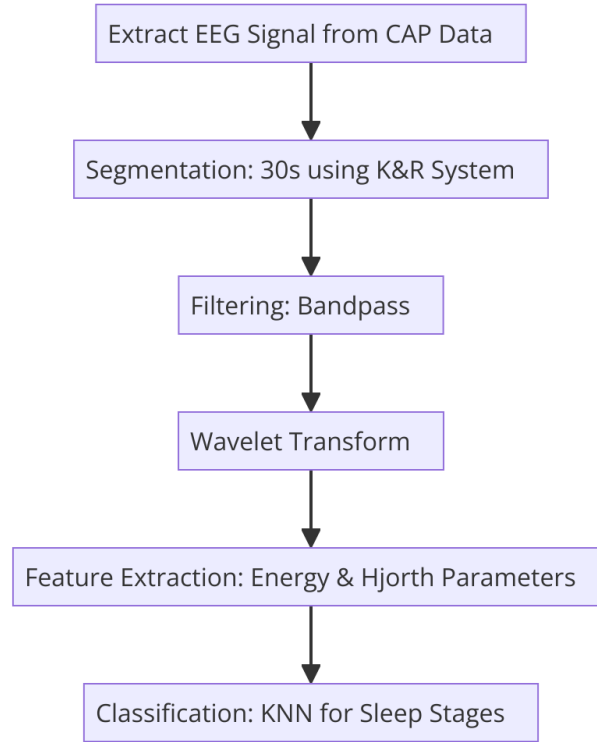 Extract EEG Signal from CAP Data
Segmentation: 30s using K&R System
Filtering: Bandpass
Wavelet Transform
Feature Extraction: Energy & Hjorth Parameters
Classification: KNN for Sleep Stages